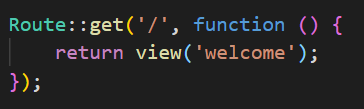 Route::get('/', function () {
    return view('welcome');
});